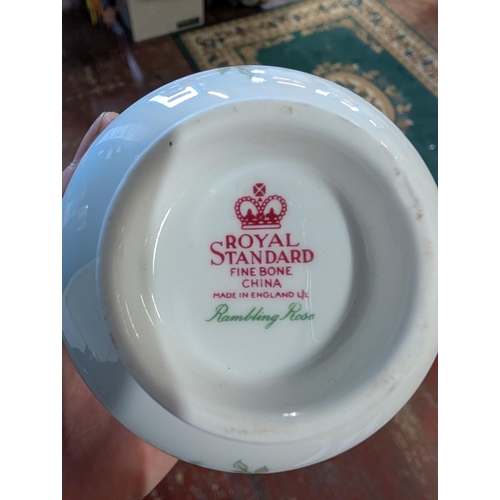 ROYAL
STANDARD
FINE BONE
CHINA
MADE IN ENGLAND
Rambling Rose